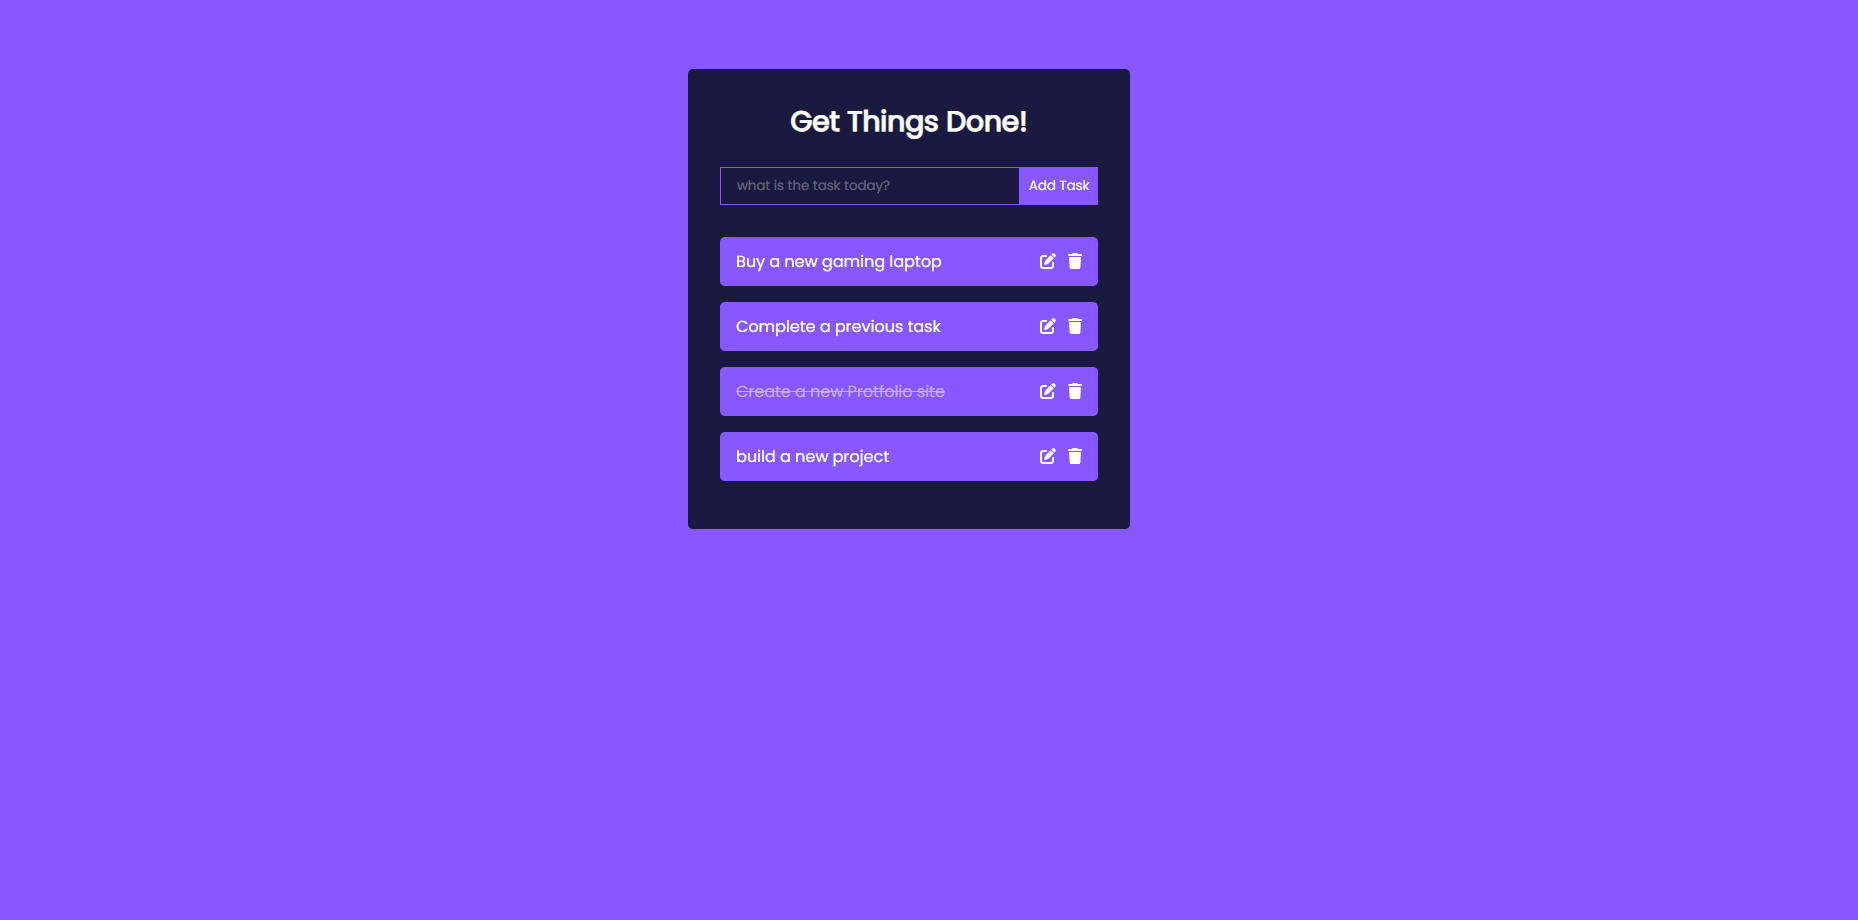 Get Things Done!
what is the task today?
Add Task
Buy a new gaming laptop
Complete a previous task
Create a new Protfolio site
build a new project